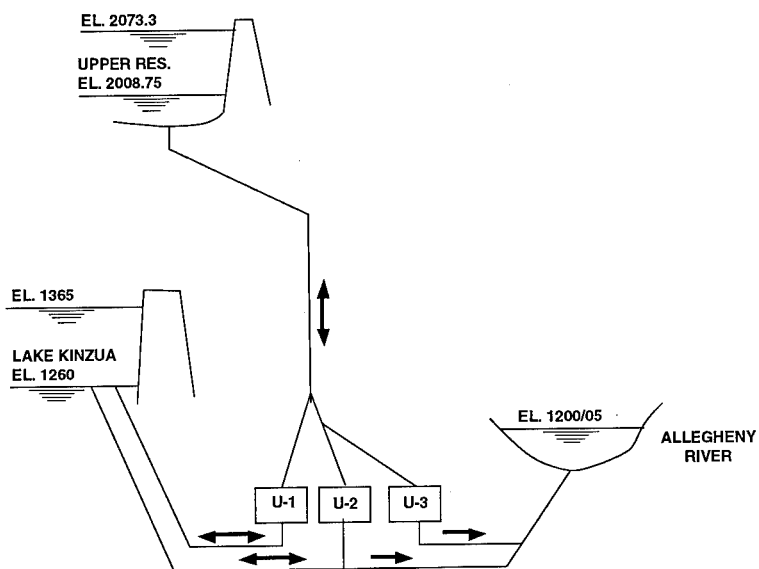 EL. 2073.3
UPPER RES.
EL. 2008.75
EL. 1365
LAKE KINZUA
EL. 1260
EL. 1200/05
ALLEGHENY
RIVER
U-1
U-2
U-3